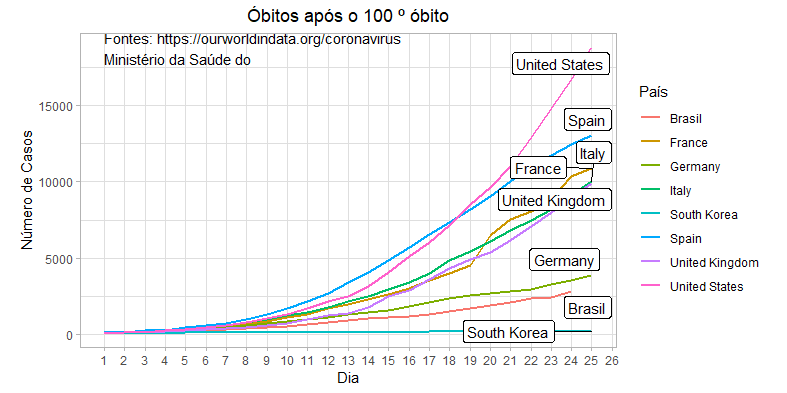 Óbitos após o 100 º óbito
Fontes: https://ourworldindata.org/coronavirus
Ministério da Saúde do
Número de Casos
15000
10000
5000
0
United States
Spain
Italy
France
United Kingdom
Germany
Brasil
South Korea
1 2 3 4 5 6 7 8 9 10 11 12 13 14 15 16 17 18 19 20 21 22 23 24 25 26
Dia
País
Brasil
France
Germany
Italy
South Korea
Spain
United Kingdom
United States